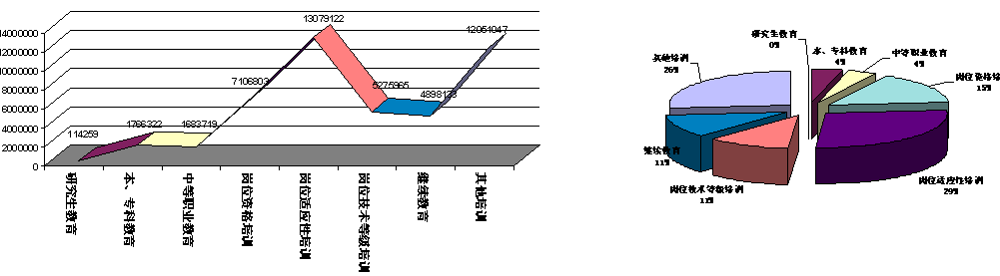 14000000
12000000
10000000
8000000
6000000
4000000
2000000
0
114259
1766322
1683719
7106803
13079122
5275965
4898133
12051047
研究生教育
本、专科教育
中等职业教育
岗位资格培训
岗位适应性培训
岗位技术等级培训
继续教育
其他培训
研究生教育
0%
本、专科教育
4%
中等职业教育
4%
岗位资格培
15%
岗位适应性培训
29%
岗位技术等级培训
11%
继续教育
11%
其他培训
26%